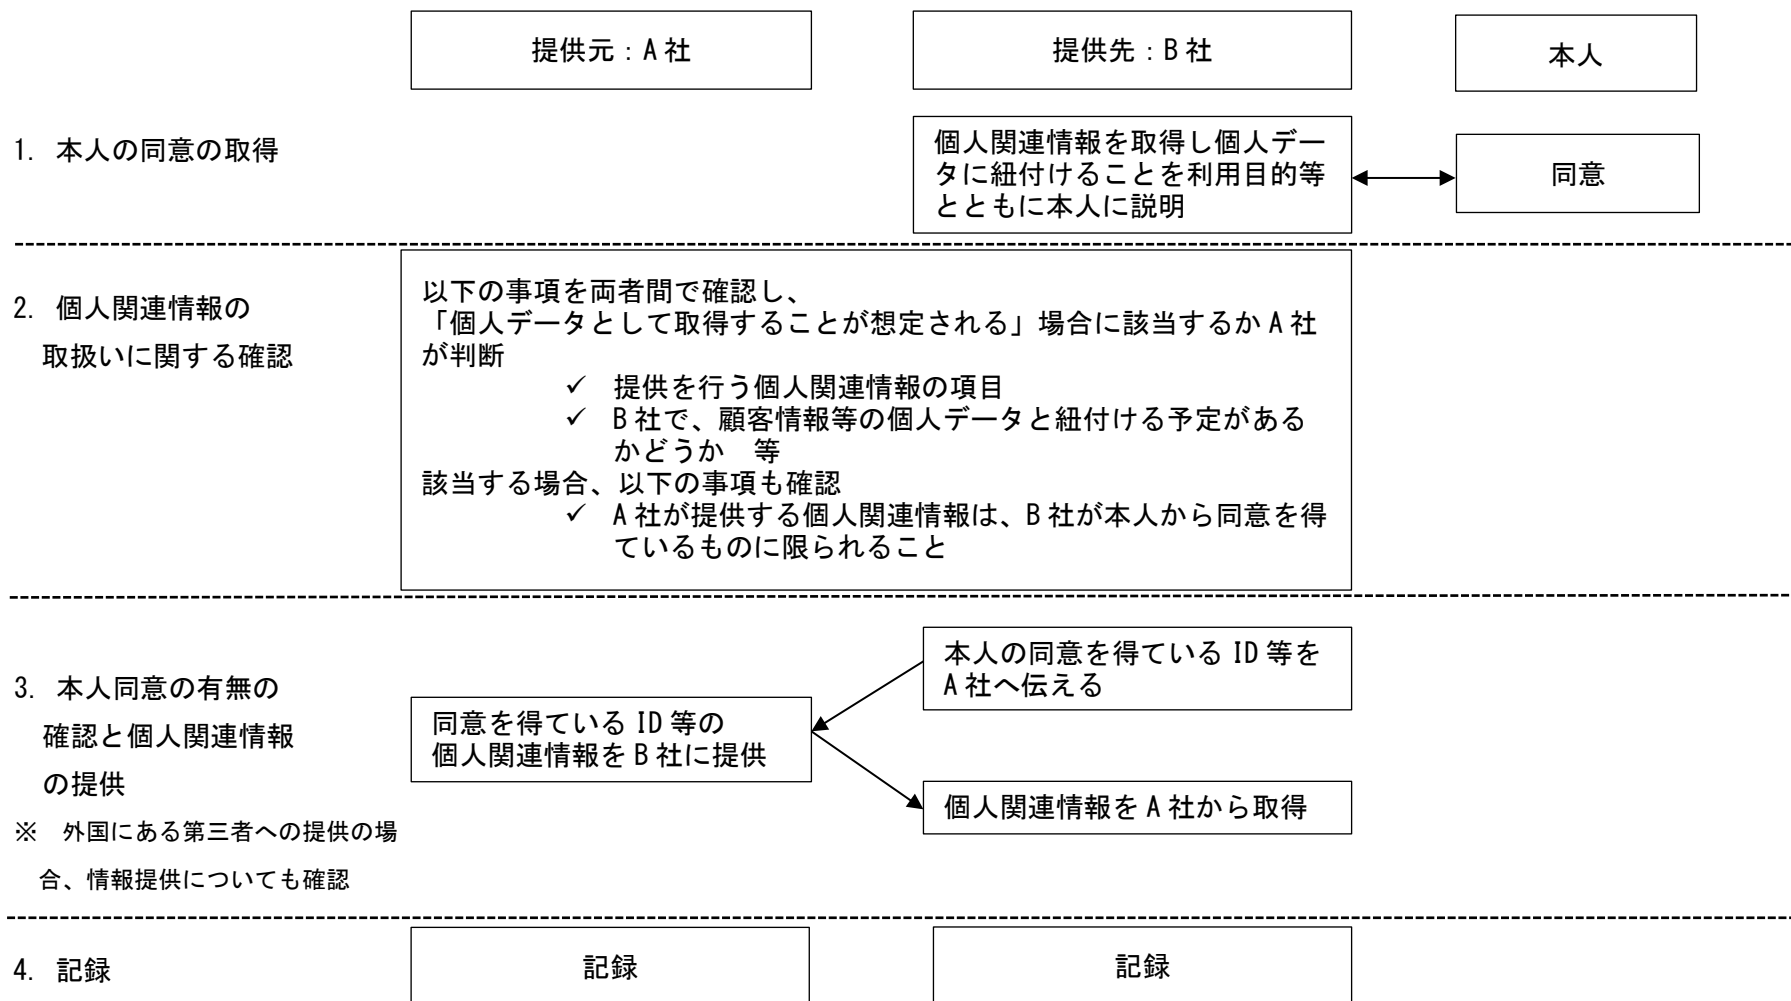 提供元：A社
提供先：B社
本人
1. 本人の同意の取得
個人関連情報を取得し個人デー
タに紐付けることを利用目的等
とともに本人に説明
同意
2. 個人関連情報の
取扱いに関する確認
以下の事項を両者間で確認し、
「個人データとして取得することが想定される」場合に該当するか A 社
が判断
✓ 提供を行う個人関連情報の項目
✓ B 社で、顧客情報等の個人データと紐付ける予定がある
かどうか　等
該当する場合、以下の事項も確認
✓ A 社が提供する個人関連情報は、B 社が本人から同意を得
ているものに限られること
3. 本人同意の有無の
確認と個人関連情報
の提供
※　外国にある第三者への提供の場
合、情報提供についても確認
同意を得ている ID 等の
個人関連情報を B 社に提供
本人の同意を得ている ID 等を
A 社へ伝える
個人関連情報を A 社から取得
4. 記録
記録
記録